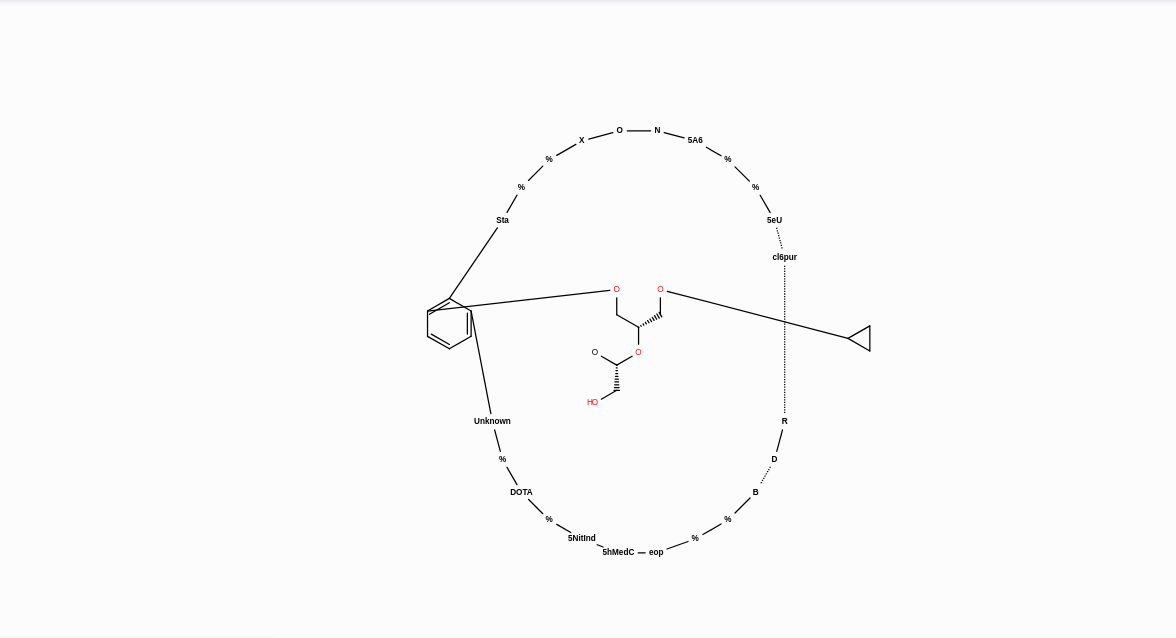 O N
X 5A6
% %
% %
Sta 5eU
cl6pur
O O
O O
HO
Unknown R
% D
DOTA B
% %
5NitInd %
5hMedC eop